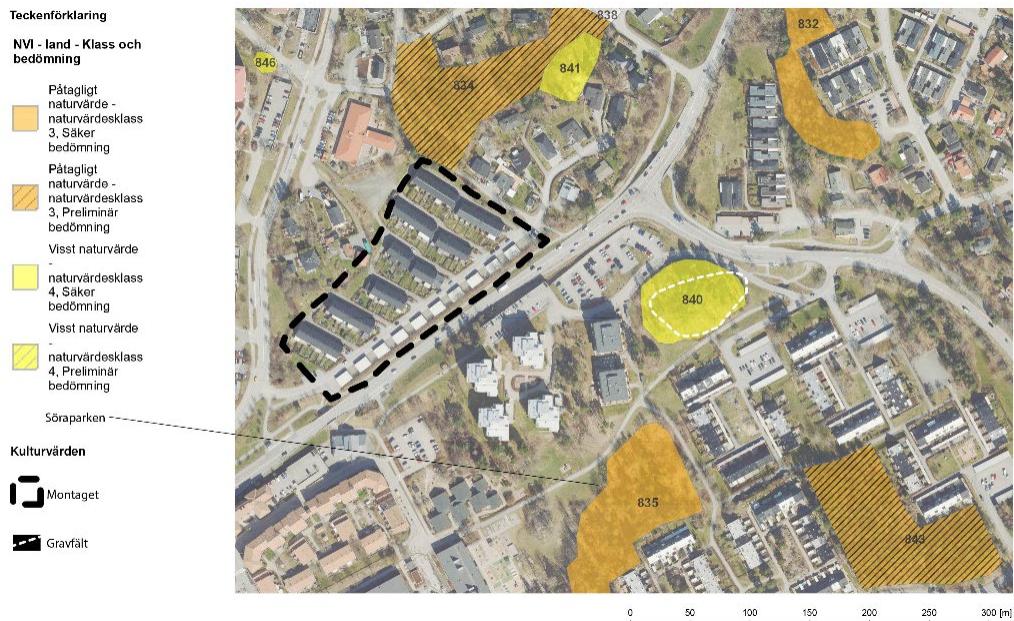 Teckenförklaring
NVI - land - Klass och
bedömning
Påtagligt
naturvärde -
naturvärdesklass
3, Säker
bedömning
Påtagligt
naturvärde -
naturvärdesklass
3, Preliminär
bedömning
Visst naturvärde
-
naturvärdesklass
4, Säker
bedömning
Visst naturvärde
-
naturvärdesklass
4, Preliminär
bedömning
Söraparken
Kulturvärden
Montaget
Gravfält
838
832
846
841
834
840
835
843
0 50 100 150 200 250 300 [m]